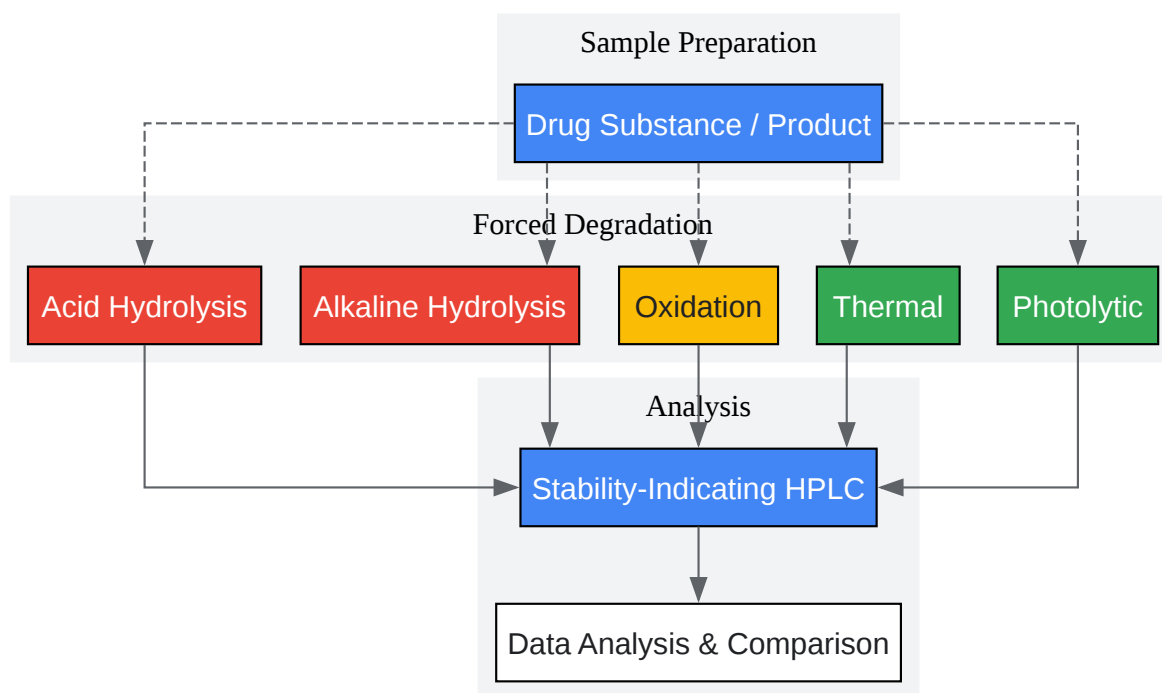 Sample Preparation
Drug Substance / Product
Forced Degradation
Acid Hydrolysis
Alkaline Hydrolysis
Oxidation
Thermal
Photolytic
Analysis
Stability-Indicating HPLC
Data Analysis & Comparison